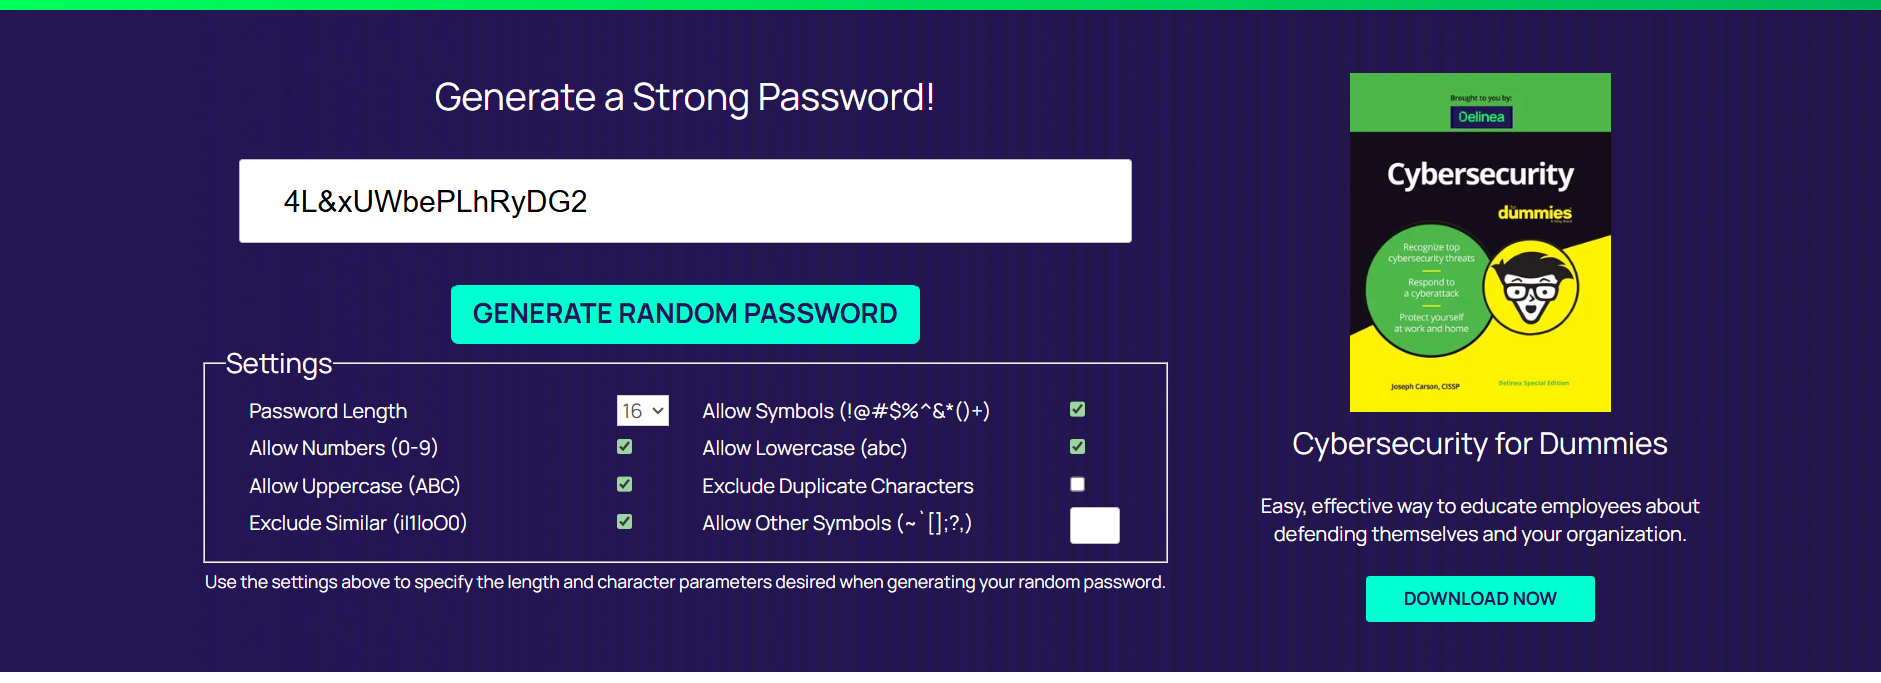 Generate a Strong Password!
4L&xUWbePLhRyDG2
GENERATE RANDOM PASSWORD
Settings
Password Length 16 Allow Symbols (!@#$%^&*()+)
Allow Numbers (0-9) Allow Lowercase (abc)
Allow Uppercase (ABC) Exclude Duplicate Characters
Exclude Similar (iI1loO0) Allow Other Symbols (~`[];?,)
Use the settings above to specify the length and character parameters desired when generating your random password.
Brought to you by:
Delinea
Cybersecurity
for
dummies
Recognize top
cybersecurity threats
Respond to
a cyberattack
Protect yourself
at work and home
Joseph Carson, CISSP
Delinea Special Edition
Cybersecurity for Dummies
Easy, effective way to educate employees about
defending themselves and your organization.
DOWNLOAD NOW